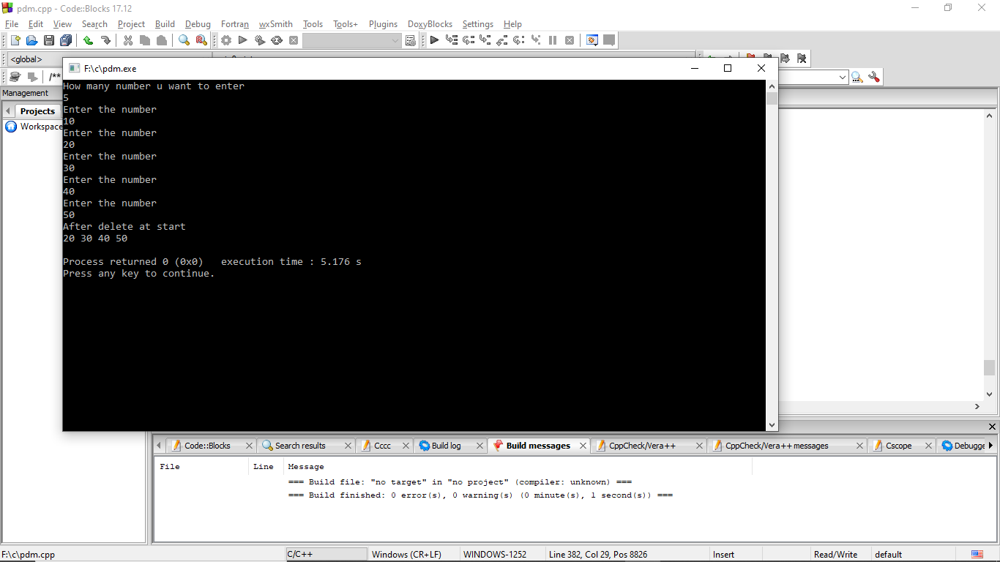 pdm.cpp - Code::Blocks 17.12
File Edit View Search Project Build Debug Fortran wxSmith Tools Tools+ Plugins DoxyBlocks Settings Help
<global>
/**
F:\c\pdm.exe
Management
Projects
Workspace
How many number u want to enter
5
Enter the number
10
Enter the number
20
Enter the number
30
Enter the number
40
Enter the number
50
After delete at start
20 30 40 50
Process returned 0 (0x0)   execution time : 5.176 s
Press any key to continue.
Code::Blocks Search results Cccc Build log Build messages CppCheck/Vera++ CppCheck/Vera++ messages Cscope Debugge
File Line Message
=== Build file: "no target" in "no project" (compiler: unknown) ===
=== Build finished: 0 error(s), 0 warning(s) (0 minute(s), 1 second(s)) ===
F:\c\pdm.cpp C/C++ Windows (CR+LF) WINDOWS-1252 Line 382, Col 29, Pos 8826 Insert Read/Write default